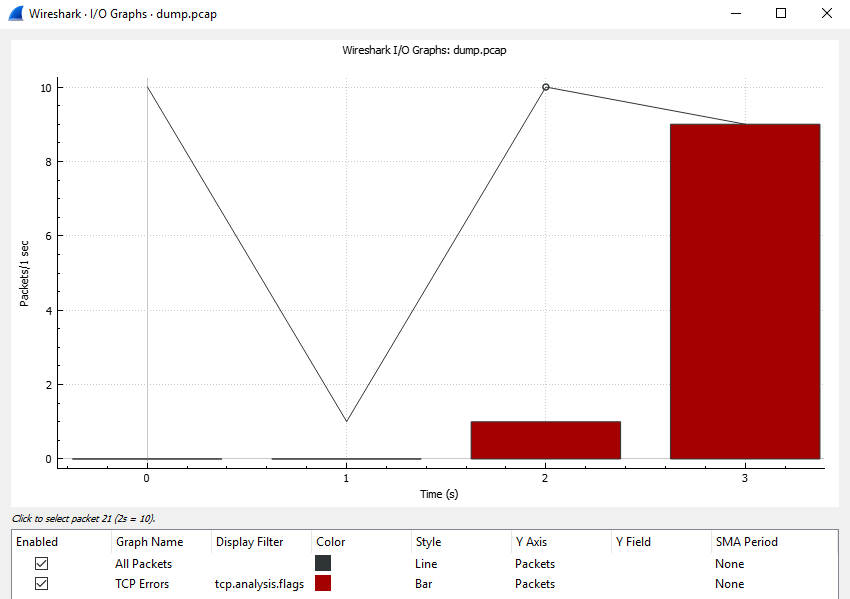 Wireshark · I/O Graphs · dump.pcap
Wireshark I/O Graphs: dump.pcap
10
8
6
4
2
0
Packets/1 sec
0 1 2 3
Time (s)
Click to select packet 21 (2s = 10).
Enabled Graph Name Display Filter Color Style Y Axis Y Field SMA Period
All Packets Line Packets None
TCP Errors tcp.analysis.flags Bar Packets None